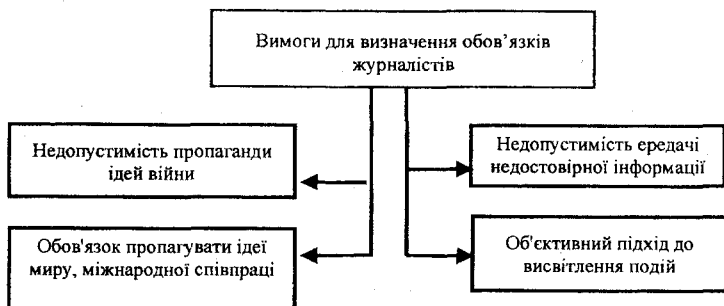 Вимоги для визначення обов’язків
журналістів
Недопустимість пропаганди
ідей війни
Недопустимість ередачі
недостовірної інформації
Обов'язок пропагувати ідеї
миру, міжнародної співпраці
Об'єктивний підхід до
висвітлення подій